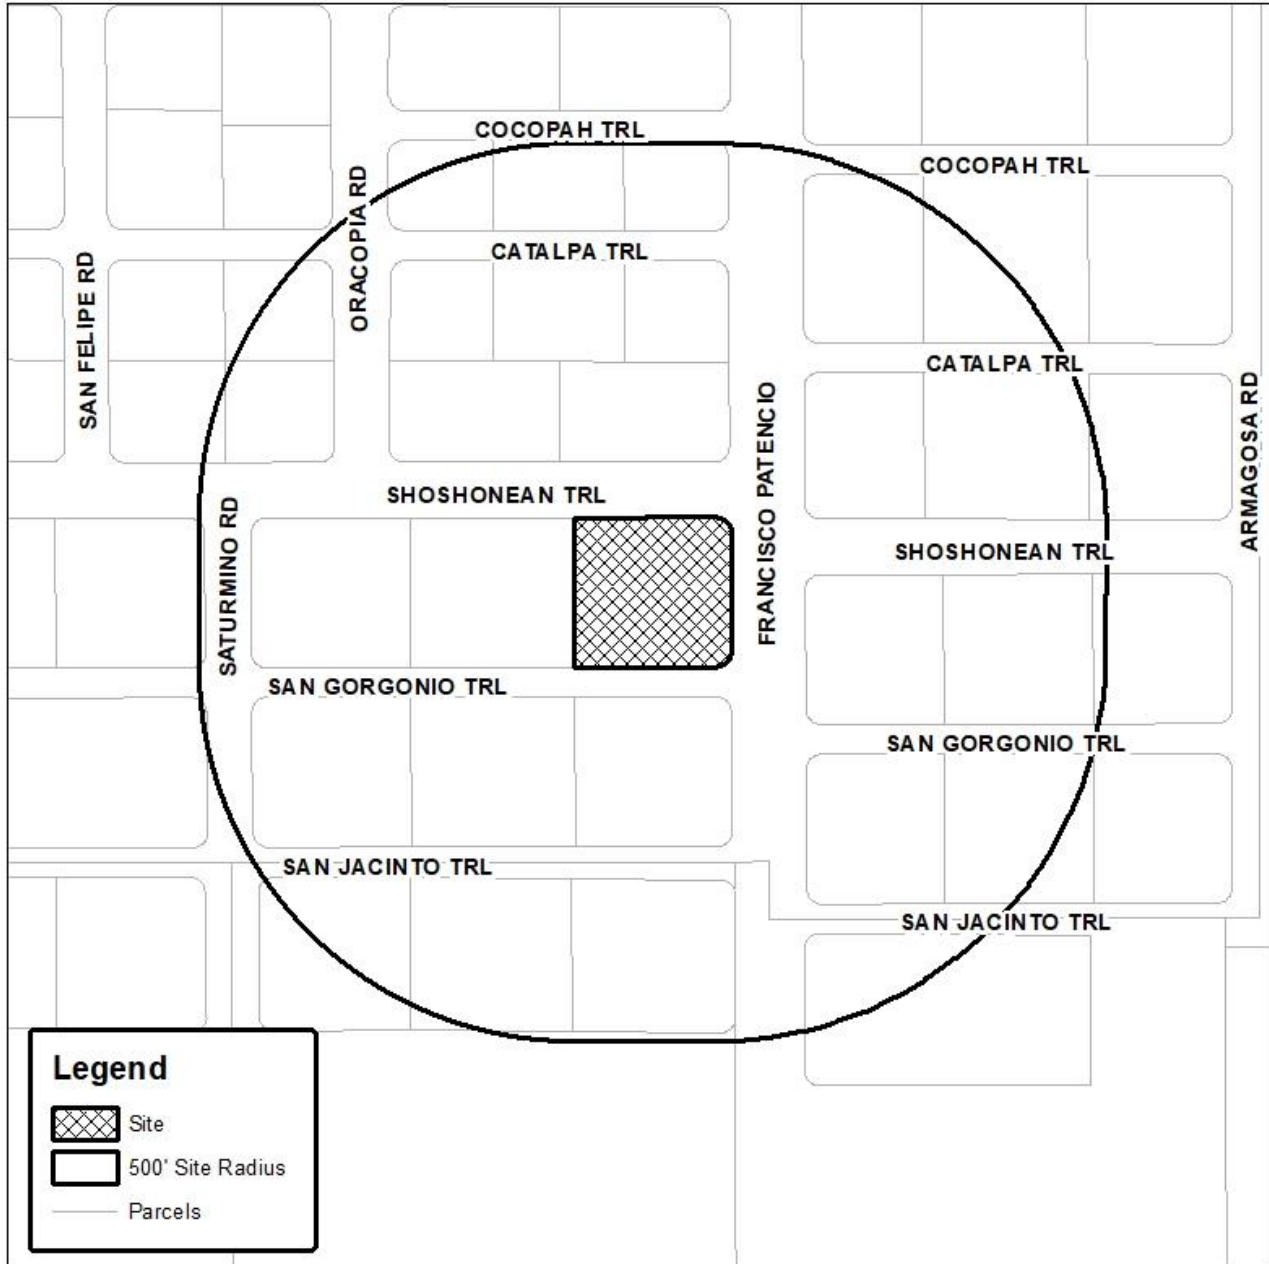 COCOPAH TRL
COCOPAH TRL
ORACOPIA RD
CATALPA TRL
SAN FELIPE RD
CATALPA TRL
FRANCISCO PATENCIO
ARMAGOSA RD
SHOSHONEAN TRL
SATURMINO RD
SHOSHONEAN TRL
SAN GORGONIO TRL
SAN GORGONIO TRL
SAN JACINTO TRL
SAN JACINTO TRL
Legend
Site
500' Site Radius
Parcels